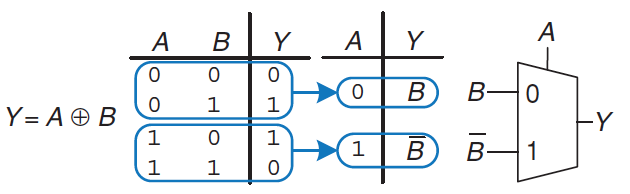 Y = A ⊕ B
A B Y
0 0 0
0 1 1
1 0 1
1 1 0
A Y
0 B
1 B̅
A
B 0
B̅ 1
Y